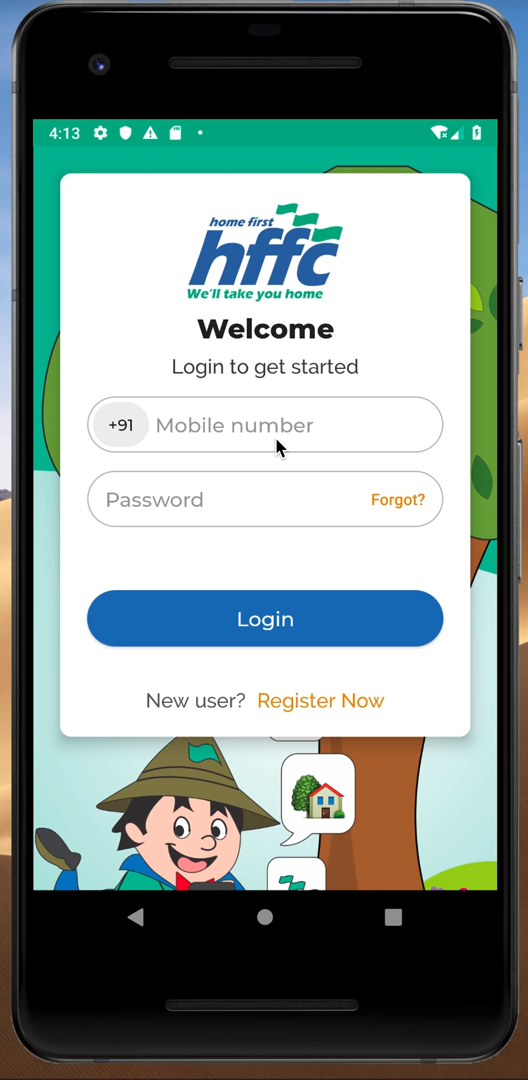 4:13
home first
hffc
We'll take you home
Welcome
Login to get started
+91 Mobile number
Password Forgot?
Login
New user? Register Now